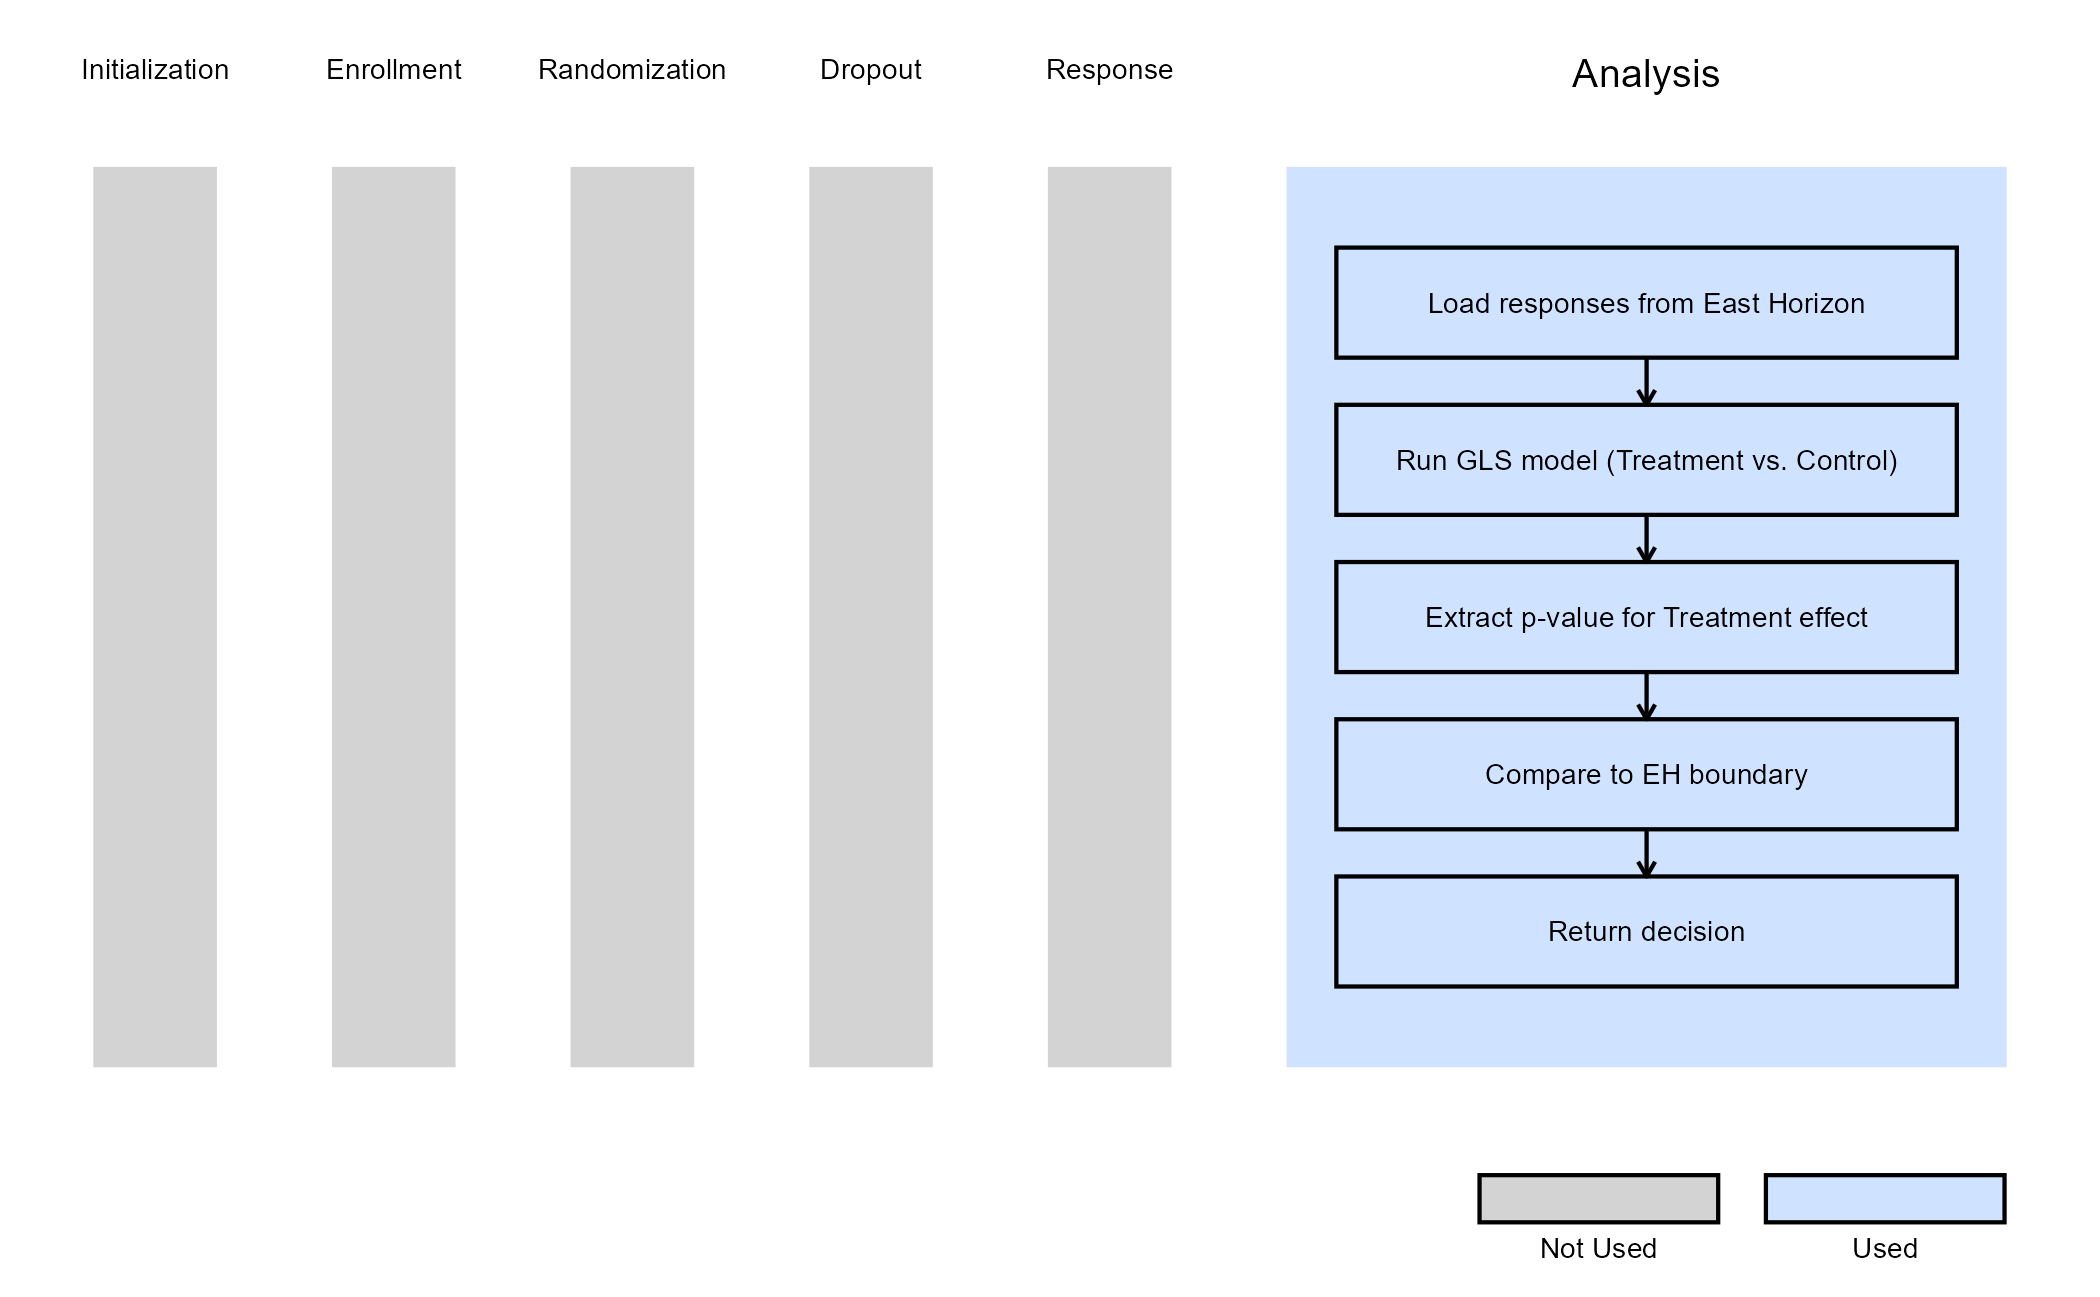 Initialization
Enrollment
Randomization
Dropout
Response
Analysis
Load responses from East Horizon
Run GLS model (Treatment vs. Control)
Extract p-value for Treatment effect
Compare to EH boundary
Return decision
Not Used
Used